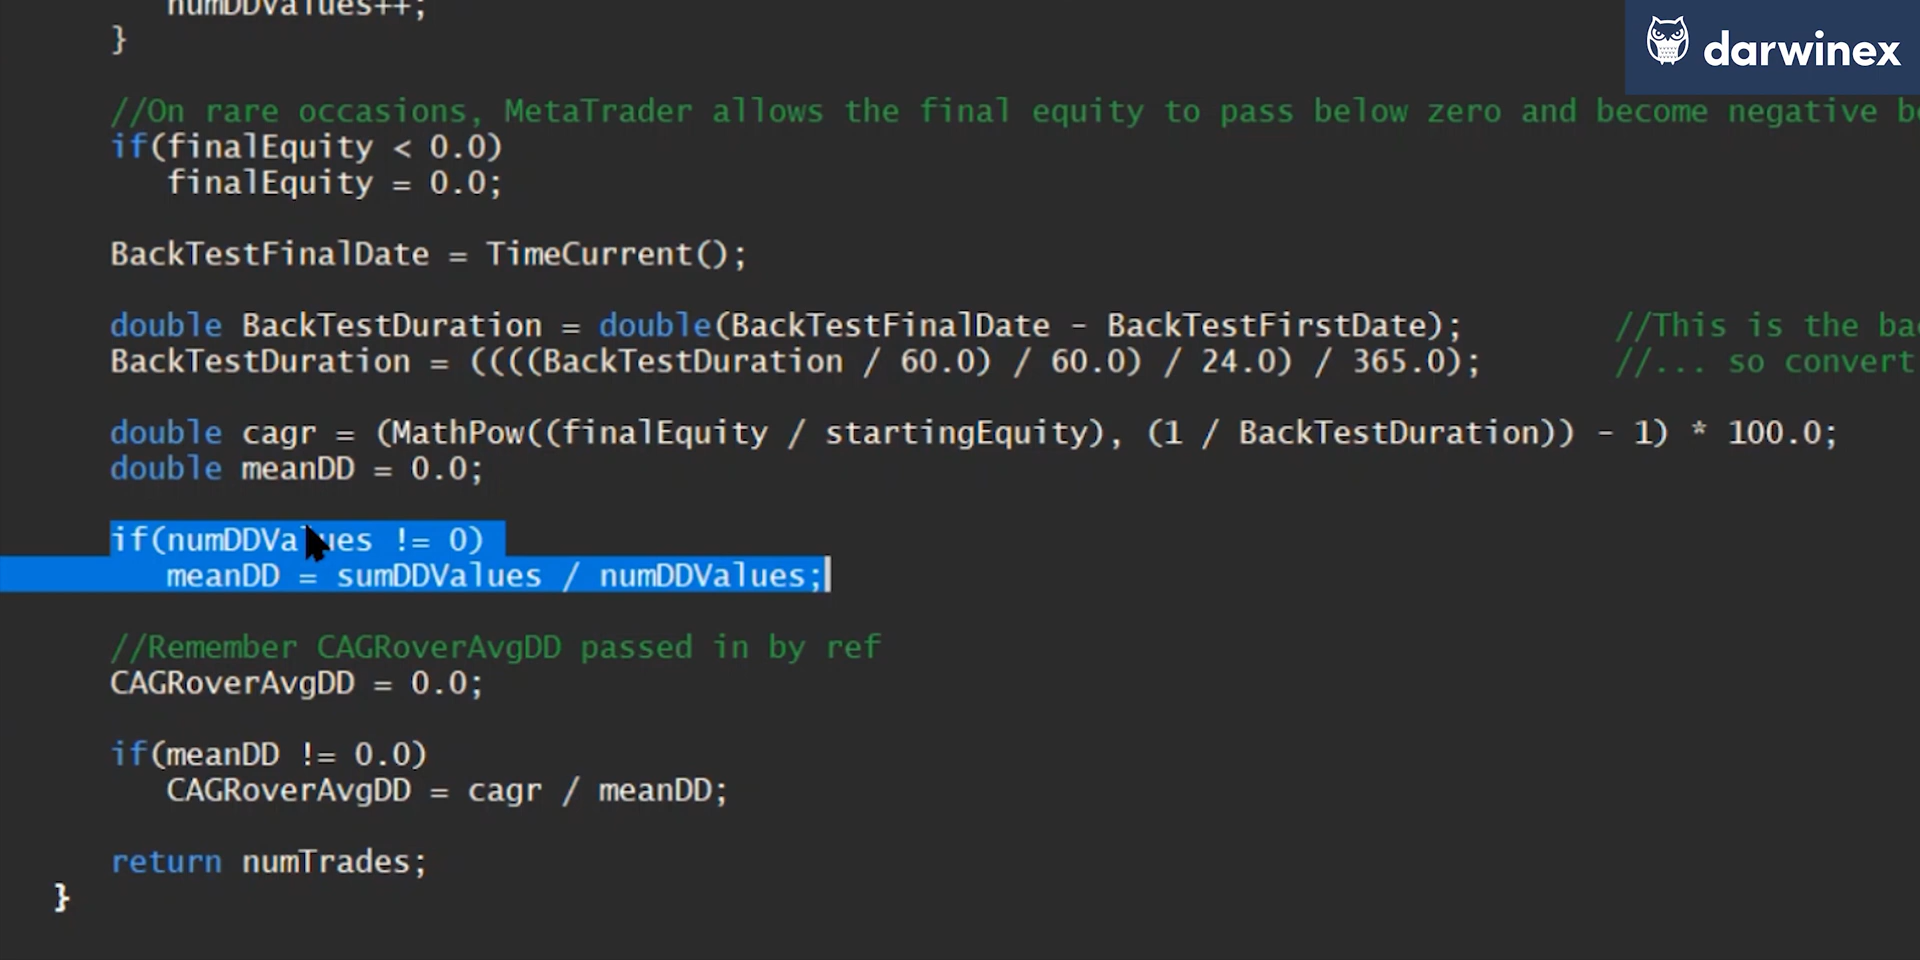 numDDValues++;
}
darwinex
//On rare occasions, MetaTrader allows the final equity to pass below zero and become negative
if(finalEquity < 0.0)
finalEquity = 0.0;
BackTestFinalDate = TimeCurrent();
double BackTestDuration = double(BackTestFinalDate - BackTestFirstDate); //This is the
BackTestDuration = ((((BackTestDuration / 60.0) / 60.0) / 24.0) / 365.0); //... so convert
double cagr = (MathPow((finalEquity / startingEquity), (1 / BackTestDuration)) - 1) * 100.0;
double meanDD = 0.0;
if(numDDValues != 0)
meanDD = sumDDValues / numDDValues;
//Remember CAGRoverAvgDD passed in by ref
CAGRoverAvgDD = 0.0;
if(meanDD != 0.0)
CAGRoverAvgDD = cagr / meanDD;
return numTrades;
}